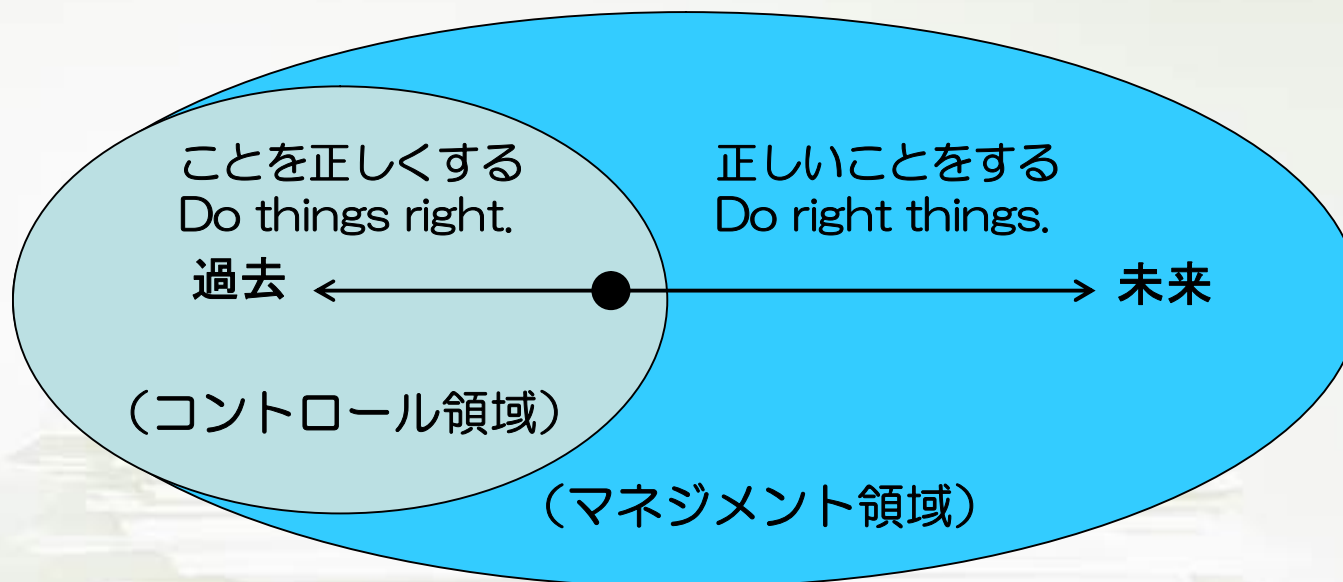 ことを正しくする
Do things right.
正しいことをする
Do right things.
過去
未来
（コントロール領域）
（マネジメント領域）